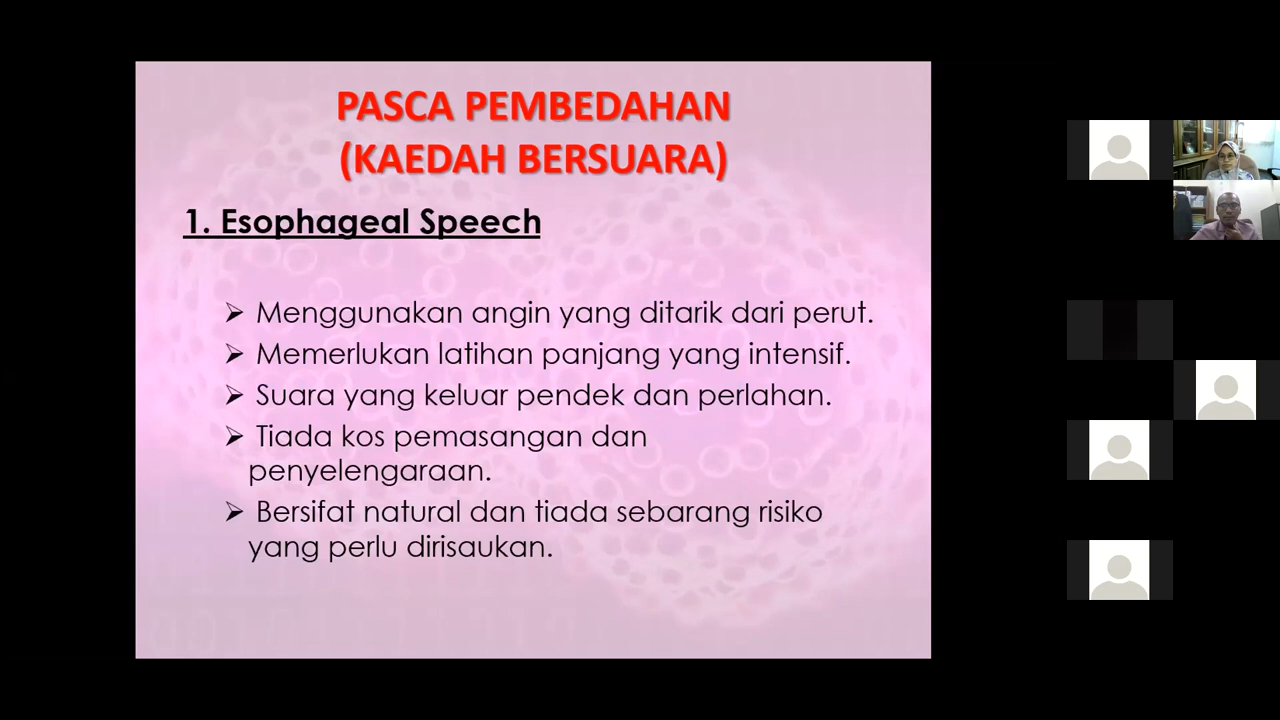 PASCA PEMBEDAHAN
(KAEDAH BERSUARA)
1. Esophageal Speech
➢ Menggunakan angin yang ditarik dari perut.
➢ Memerlukan latihan panjang yang intensif.
➢ Suara yang keluar pendek dan perlahan.
➢ Tiada kos pemasangan dan
penyelengaraan.
➢ Bersifat natural dan tiada sebarang risiko
yang perlu dirisaukan.